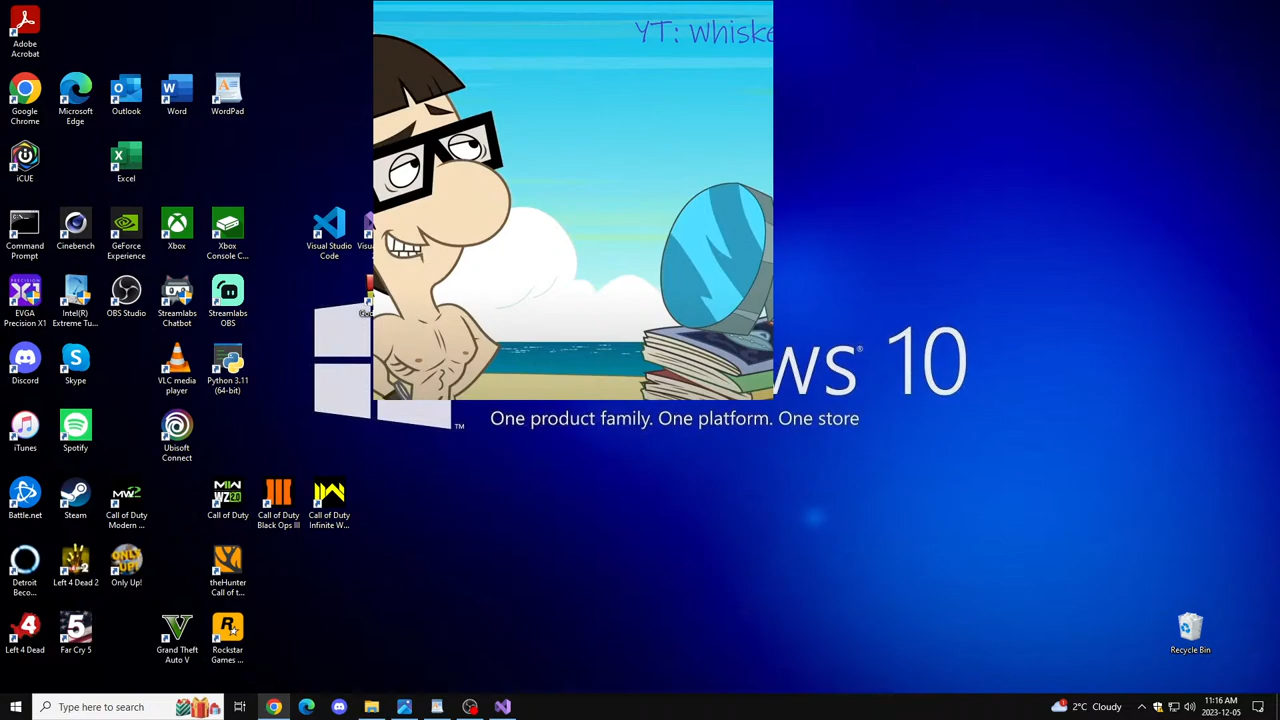 YT: Whiske
Adobe Acrobat
Google Chrome
Microsoft Edge
Outlook
Word
WordPad
iCUE
Excel
Command Prompt
Cinebench
GeForce Experience
Xbox
Xbox Console C...
Visual Studio Code
EVGA Precision X1
Intel(R) Extreme Tu...
OBS Studio
Streamlabs Chatbot
Streamlabs OBS
Discord
Skype
VLC media player
Python 3.11 (64-bit)
ws® 10
One product family. One platform. One store
™
iTunes
Spotify
Ubisoft Connect
Battle.net
Steam
Call of Duty Modern ...
Call of Duty
Call of Duty Black Ops III
Call of Duty Infinite W...
Detroit Beco...
Left 4 Dead 2
Only Up!
theHunter Call of t...
Left 4 Dead
Far Cry 5
Grand Theft Auto V
Rockstar Games ...
Recycle Bin
Type here to search
2°C Cloudy
11:16 AM
2023-12-05